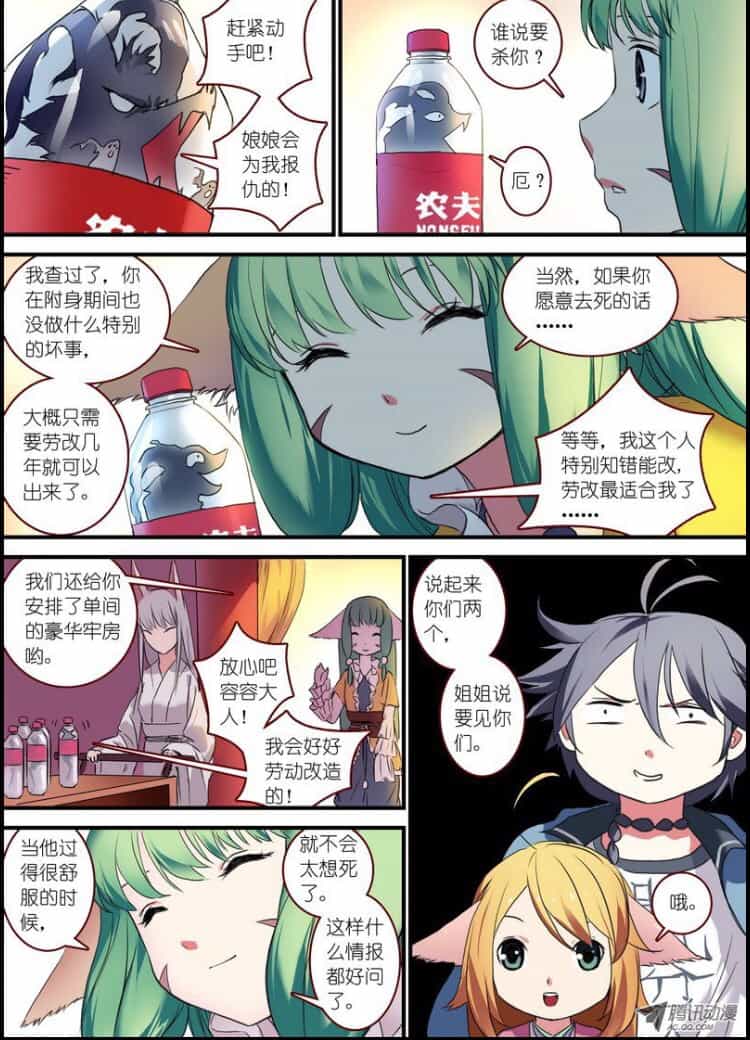 赶紧动
手吧！
娘娘会
为我报
仇的！
农夫
谁说要
杀你？
厄？
农夫
NONGFU
我查过了，你
在附身期间也
没做什么特别
的坏事，
大概只需
要劳改几
年就可以
出来了。
农夫
当然，如果你
愿意去死的话
……
等等，我这个人
特别知错能改，
劳改最适合我了
……
我们还给你
安排了单间
的豪华牢房
哟。
放心吧
容容大
人！
我会好好
劳动改造
的！
说起来
你们两
个，
姐姐说
要见你
们。
哦。
当他过
得很舒
服的时
候，
就不会
太想死
了。
这样什
么情报
都好问
了。
腾讯动漫
AC.QQ.COM